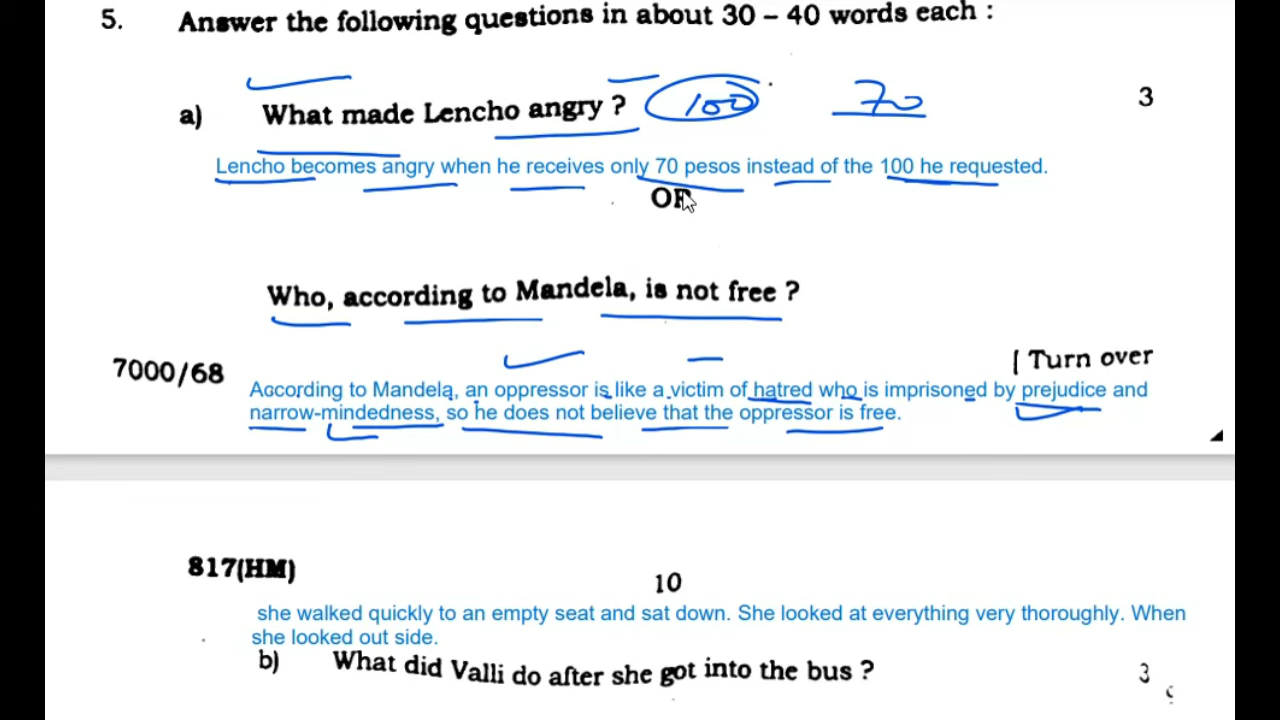 5. Answer the following questions in about 30 – 40 words each :
a) What made Lencho angry ? 100 70 3
Lencho becomes angry when he receives only 70 pesos instead of the 100 he requested.
OR
Who, according to Mandela, is not free ?
7000/68 [ Turn over
According to Mandela, an oppressor is like a victim of hatred who is imprisoned by prejudice and
narrow-mindedness, so he does not believe that the oppressor is free.
817(HM)
10
she walked quickly to an empty seat and sat down. She looked at everything very thoroughly. When
she looked out side.
b) What did Valli do after she got into the bus ? 3